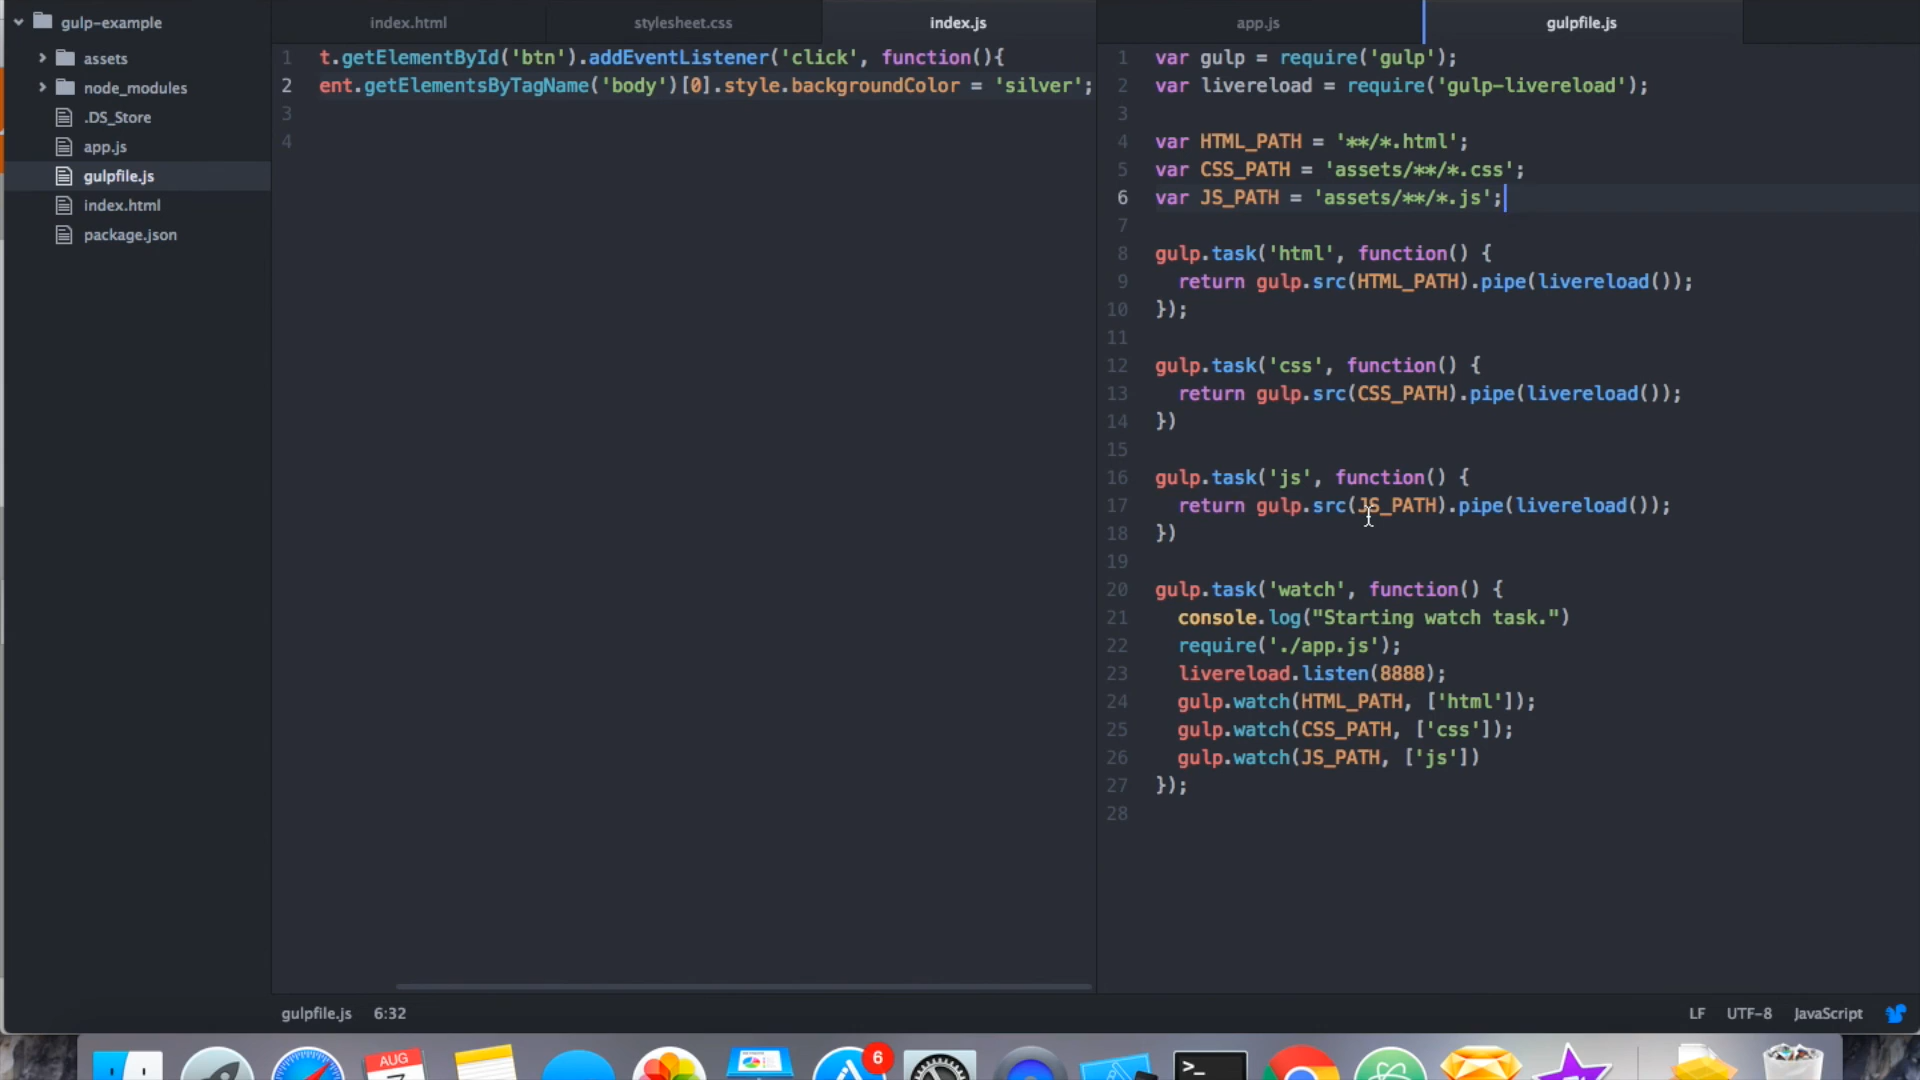 gulp-example
assets
node_modules
.DS_Store
app.js
gulpfile.js
index.html
package.json
index.html
stylesheet.css
index.js
1 t.getElementById('btn').addEventListener('click', function(){
2 ent.getElementsByTagName('body')[0].style.backgroundColor = 'silver';
3
4
app.js
gulpfile.js
1 var gulp = require('gulp');
2 var livereload = require('gulp-livereload');
3
4 var HTML_PATH = '**/*.html';
5 var CSS_PATH = 'assets/**/*.css';
6 var JS_PATH = 'assets/**/*.js';
7
8 gulp.task('html', function() {
9 return gulp.src(HTML_PATH).pipe(livereload());
10 });
11
12 gulp.task('css', function() {
13 return gulp.src(CSS_PATH).pipe(livereload());
14 })
15
16 gulp.task('js', function() {
17 return gulp.src(JS_PATH).pipe(livereload());
18 })
19
20 gulp.task('watch', function() {
21 console.log("Starting watch task.")
22 require('./app.js');
23 livereload.listen(8888);
24 gulp.watch(HTML_PATH, ['html']);
25 gulp.watch(CSS_PATH, ['css']);
26 gulp.watch(JS_PATH, ['js'])
27 });
28
gulpfile.js 6:32
LF UTF-8 JavaScript
AUG
6
>_